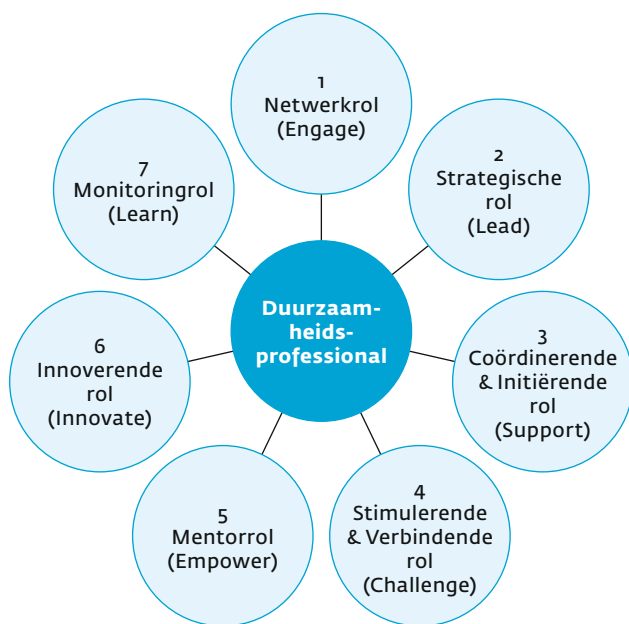 1
Netwerkrol
(Engage)
2
Strategische
rol
(Lead)
3
Coördinerende
& Initiërende
rol
(Support)
4
Stimulerende
& Verbindende
rol
(Challenge)
5
Mentorrol
(Empower)
6
Innoverende
rol
(Innovate)
7
Monitoringrol
(Learn)
Duurzaam-
heids-
professional